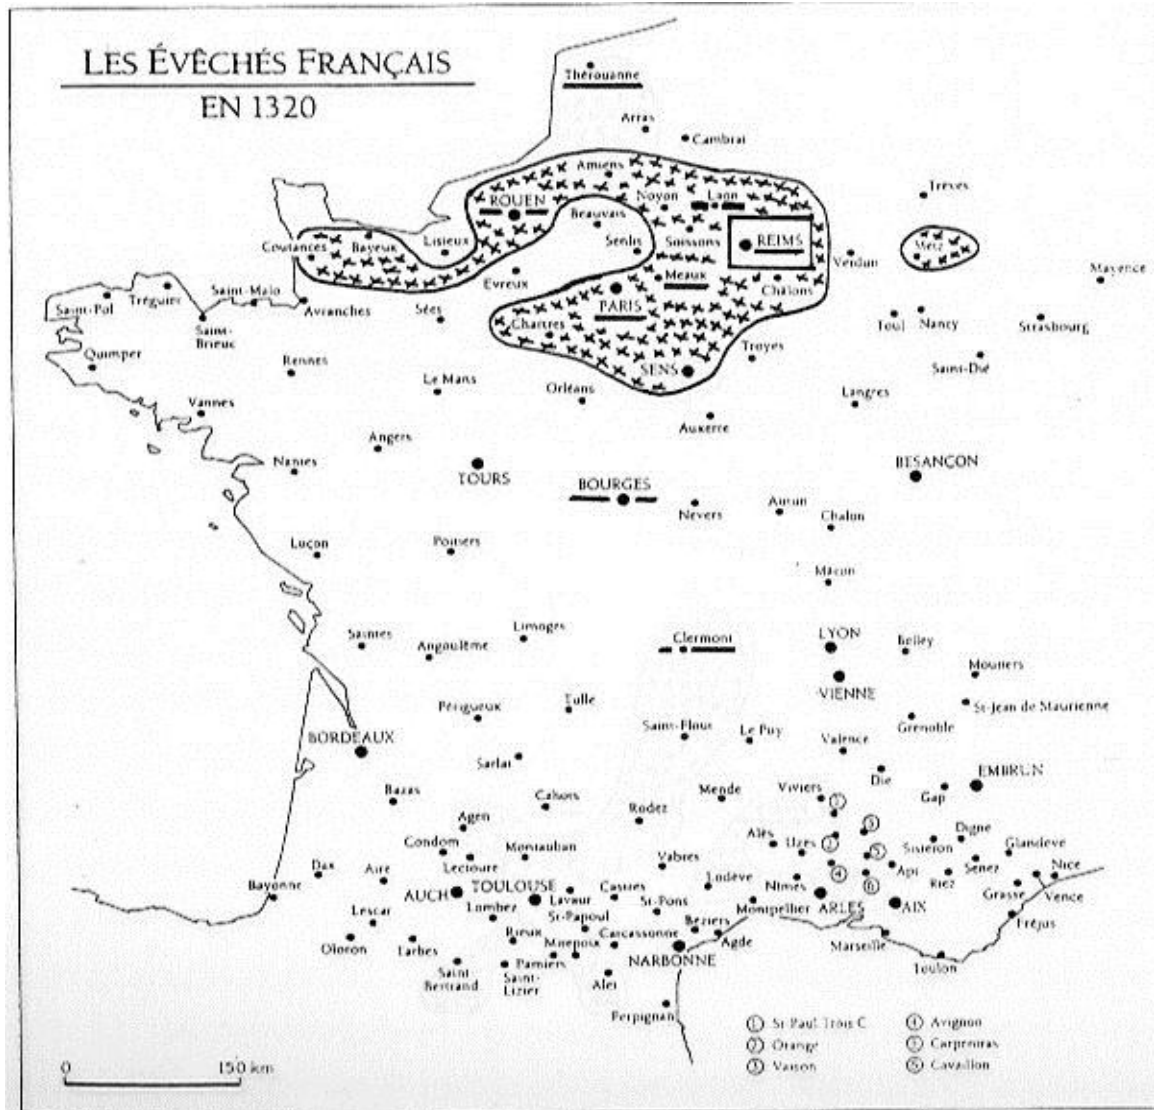 LES ÉVÊCHÉS FRANÇAIS
EN 1320
Thérouanne
Arras
Cambrai
Amiens
Trèves
Noyon
Laon
ROUEN
Beauvais
Coutances
Bayeux
Lisieux
Senlis
Soissons
REIMS
Metz
Verdun
Mayence
Meaux
Evreux
Châlons
PARIS
Saint-Pol
Tréguier
Saint-Malo
Avranches
Sées
Chartres
Saint-
Brieuc
Toul
Nancy
Strasbourg
Troyes
Quimper
Rennes
SENS
Saint-Dié
Le Mans
Orléans
Langres
Vannes
Auxerre
Angers
Nantes
TOURS
BESANÇON
BOURGES
Nevers
Autun
Chalon
Luçon
Poitiers
Macon
Saintes
Angoulême
Limoges
Clermont
LYON
Belley
Moutiers
VIENNE
St-Jean de Maurienne
Périgueux
Tulle
Saint-Flour
Le Puy
Grenoble
Valence
BORDEAUX
Sarlat
Die
EMBRUN
Bazas
Cahors
Rodez
Mende
Viviers
Gap
Agen
Condom
Lectoure
Montauban
Alès
Uzès
Digne
Sisteron
Glandève
Dax
Aire
Vabres
Senez
Apt
Riez
Nice
Bayonne
AUCH
TOULOUSE
Lavaur
Castres
Lodève
Nîmes
Grasse
Vence
Lombez
St-Papoul
St-Pons
Montpellier
ARLES
AIX
Fréjus
Lescar
Rieux
Mirepoix
Carcassonne
Béziers
Agde
Marseille
Oloron
Tarbes
Saint-
Bertrand
Pamiers
Saint-
Lizier
Alet
NARBONNE
Toulon
Perpignan
① St-Paul Trois C
② Orange
③ Vaison
④ Avignon
Carpentras
Cavaillon
0 150 km